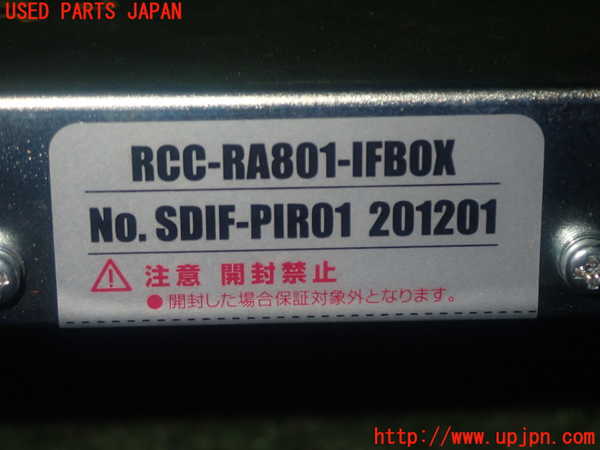 USED PARTS JAPAN
RCC-RA801-IFBOX
No. SDIF-PIR01 201201
注意 開封禁止
●開封した場合保証対象外となります。
http://www.upjpn.com/